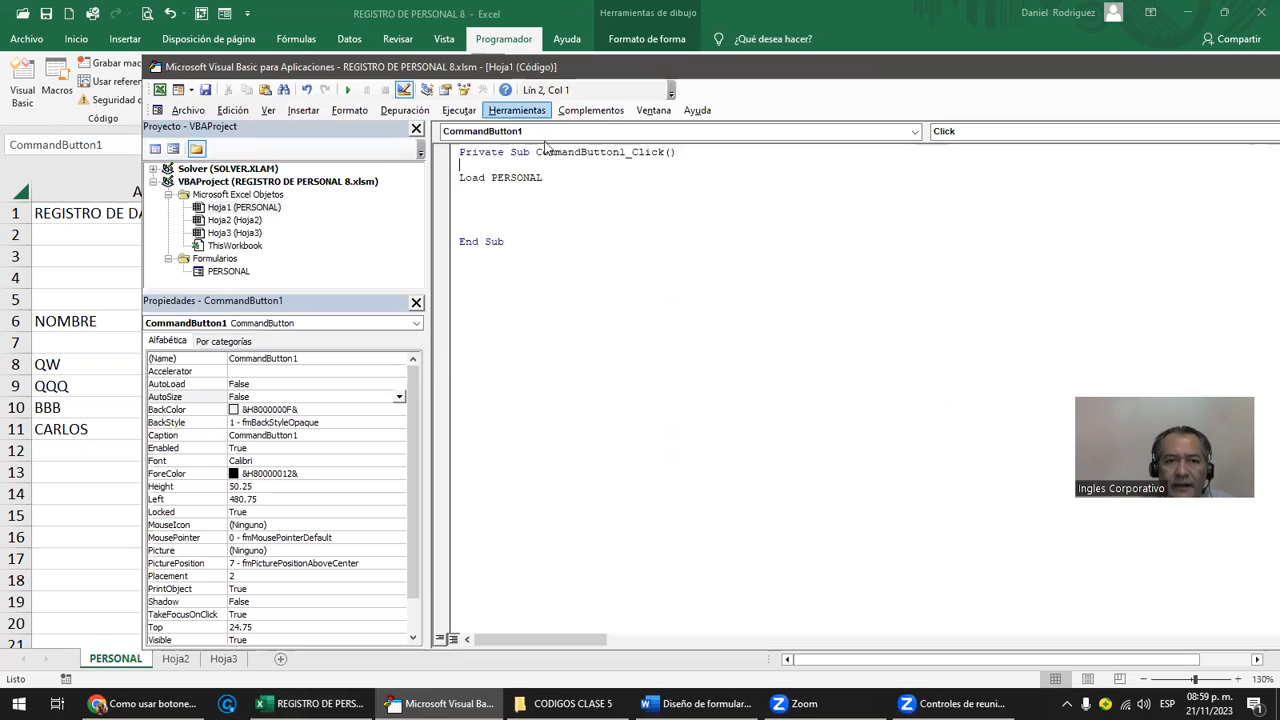 REGISTRO DE PERSONAL 8 - Excel
Herramientas de dibujo
Daniel Rodriguez
Archivo Inicio Insertar Disposición de página Fórmulas Datos Revisar Vista Programador Ayuda Formato de forma ¿Qué desea hacer? Compartir
Visual Basic
Macros
Grabar mac
Usar referen
Seguridad d
Código
Microsoft Visual Basic para Aplicaciones - REGISTRO DE PERSONAL 8.xlsm - [Hoja1 (Código)]
Lín 2, Col 1
Archivo Edición Ver Insertar Formato Depuración Ejecutar Herramientas Complementos Ventana Ayuda
CommandButton1
Proyecto - VBAProject
Solver (SOLVER.XLAM)
VBAProject (REGISTRO DE PERSONAL 8.xlsm)
Microsoft Excel Objetos
Hoja1 (PERSONAL)
Hoja2 (Hoja2)
Hoja3 (Hoja3)
ThisWorkbook
Formularios
PERSONAL
CommandButton1
Click
Private Sub CommandButton1_Click()
Load PERSONAL
End Sub
Propiedades - CommandButton1
CommandButton1 CommandButton
Alfabética Por categorías
(Name) CommandButton1
Accelerator
AutoLoad False
AutoSize False
BackColor &H8000000F&
BackStyle 1 - fmBackStyleOpaque
Caption CommandButton1
Enabled True
Font Calibri
ForeColor &H80000012&
Height 50.25
Left 480.75
Locked True
MouseIcon (Ninguno)
MousePointer 0 - fmMousePointerDefault
Picture (Ninguno)
PicturePosition 7 - fmPicturePositionAboveCenter
Placement 2
PrintObject True
Shadow False
TakeFocusOnClick True
Top 24.75
Visible True
A
1 REGISTRO DE DA
2
3
4
5
6 NOMBRE
7
8 QW
9 QQQ
10 BBB
11 CARLOS
12
13
14
15
16
17
18
19
20
21
Ingles Corporativo
PERSONAL Hoja2 Hoja3
Listo
130%
Como usar botone...
REGISTRO DE PERS...
Microsoft Visual Ba...
CODIGOS CLASE 5
Diseño de formular...
Zoom
Controles de reuni...
ESP
08:59 p. m.
21/11/2023